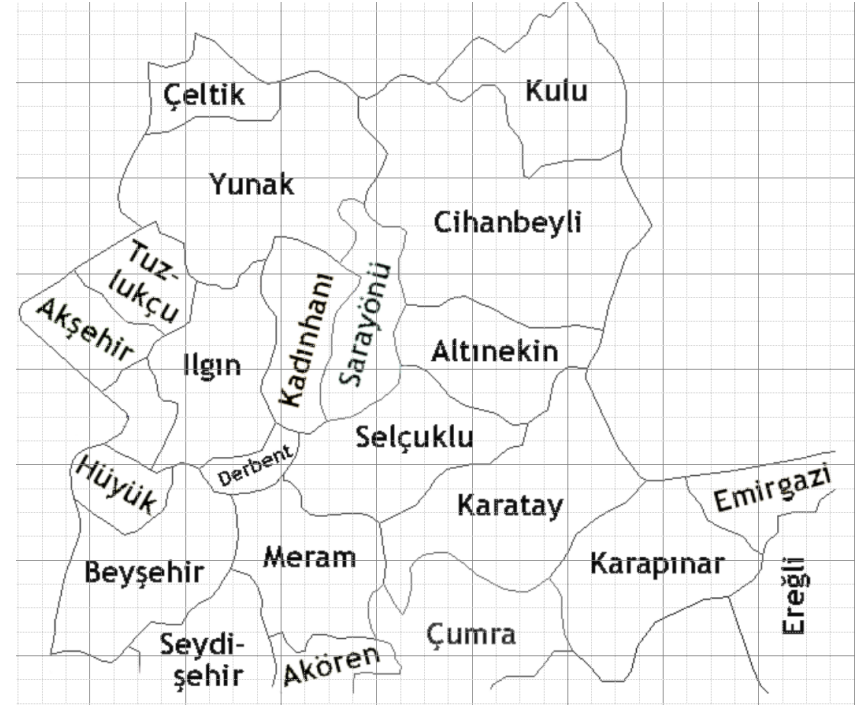 Çeltik
Kulu
Yunak
Cihanbeyli
Tuz-
lukçu
Akşehir
Ilgın
Kadınhanı
Sarayönü
Altınekin
Selçuklu
Derbent
Hüyük
Karatay
Emirgazi
Beyşehir
Meram
Karapınar
Ereğli
Seydi-
şehir
Akören
Çumra